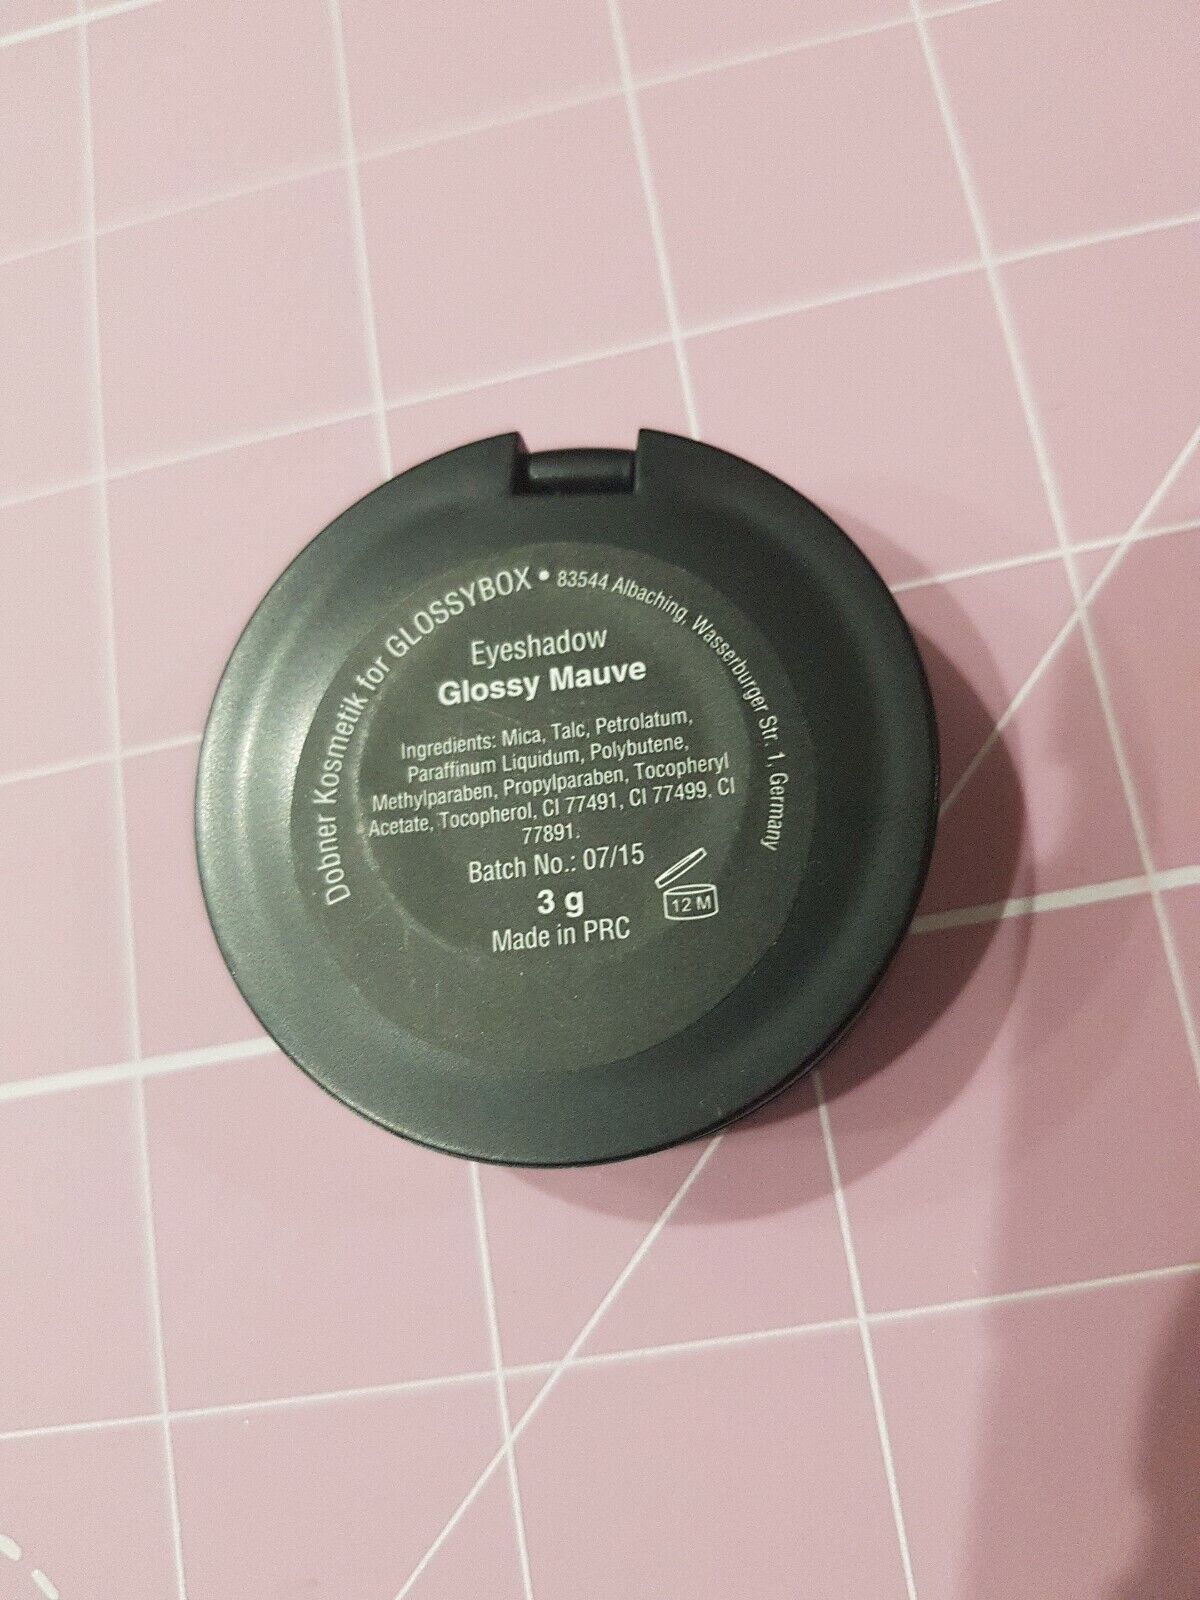 Dobner Kosmetik for GLOSSYBOX • 83544 Albaching, Wasserburger Str. 1, Germany
Eyeshadow
Glossy Mauve
Ingredients: Mica, Talc, Petrolatum,
Paraffinum Liquidum, Polybutene,
Methylparaben, Propylparaben, Tocopheryl
Acetate, Tocopherol, CI 77491, CI 77499. CI
77891.
Batch No.: 07/15
3 g
12 M
Made in PRC